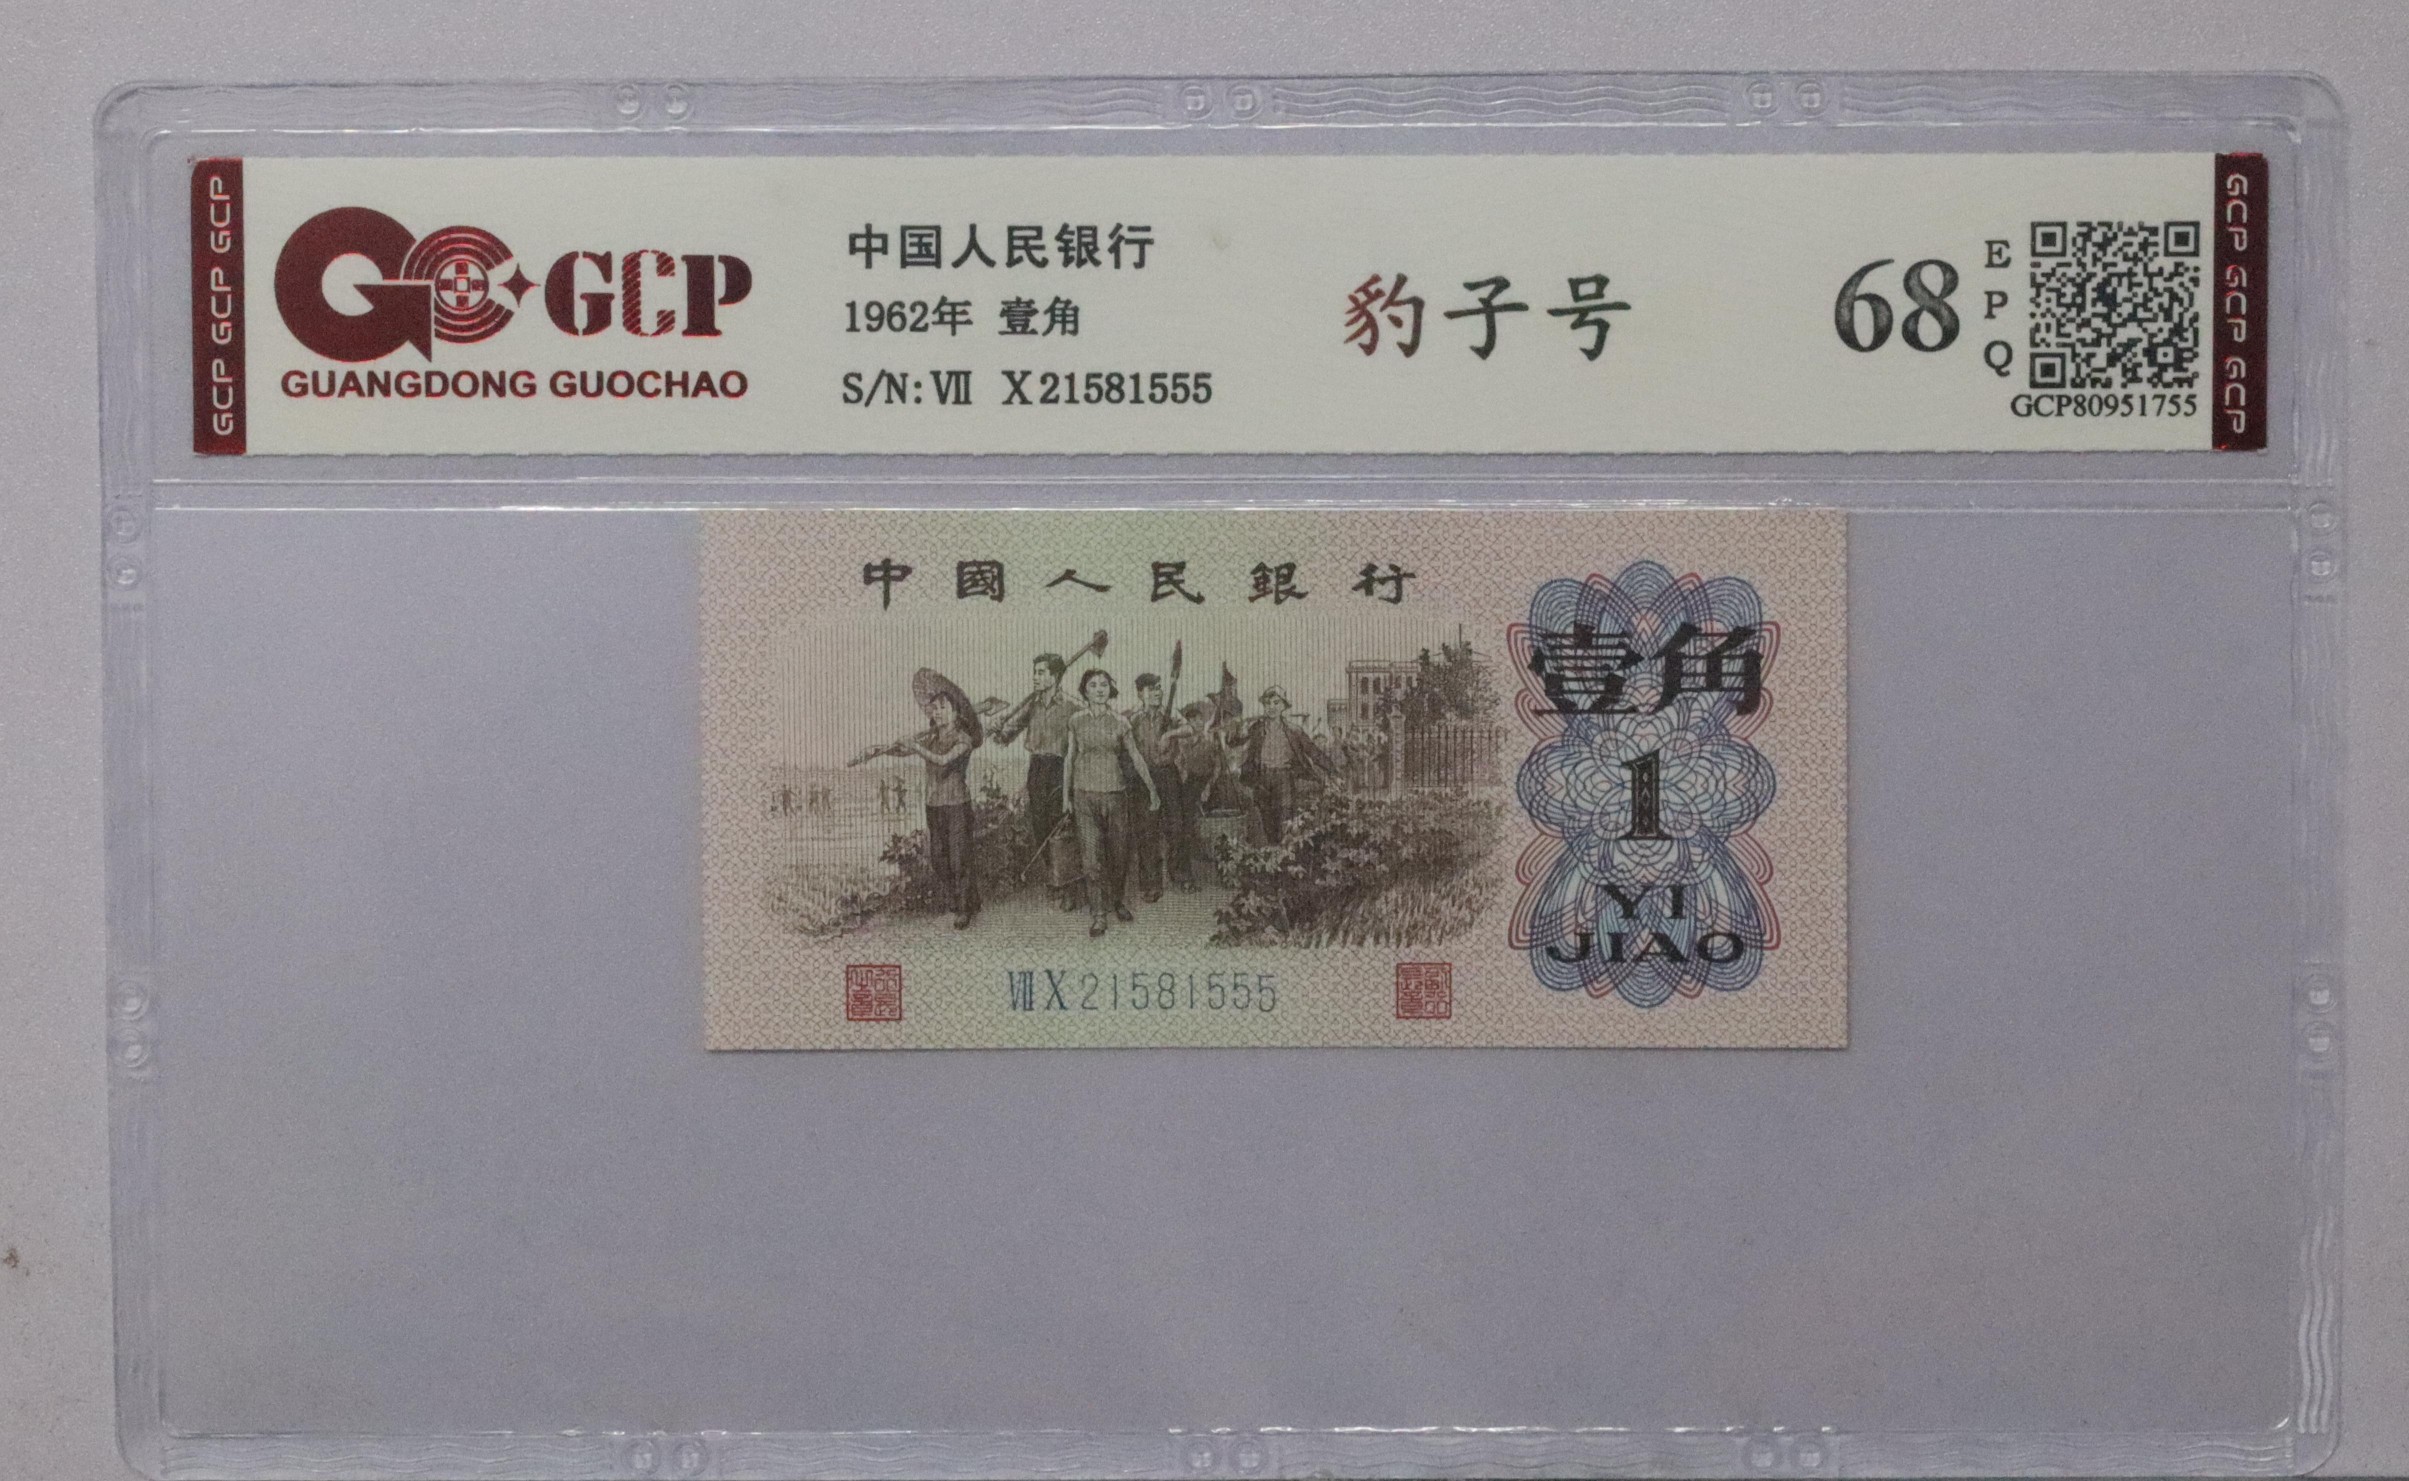 GCP GCP GCP
GCP
GUANGDONG GUOCHAO
中国人民银行
1962年 壹角
S/N: Ⅶ X21581555
豹子号
68
E
P
Q
GCP80951755
GCP GCP GCP
中國人民銀行
壹角
1
YI
JIAO
X21581555